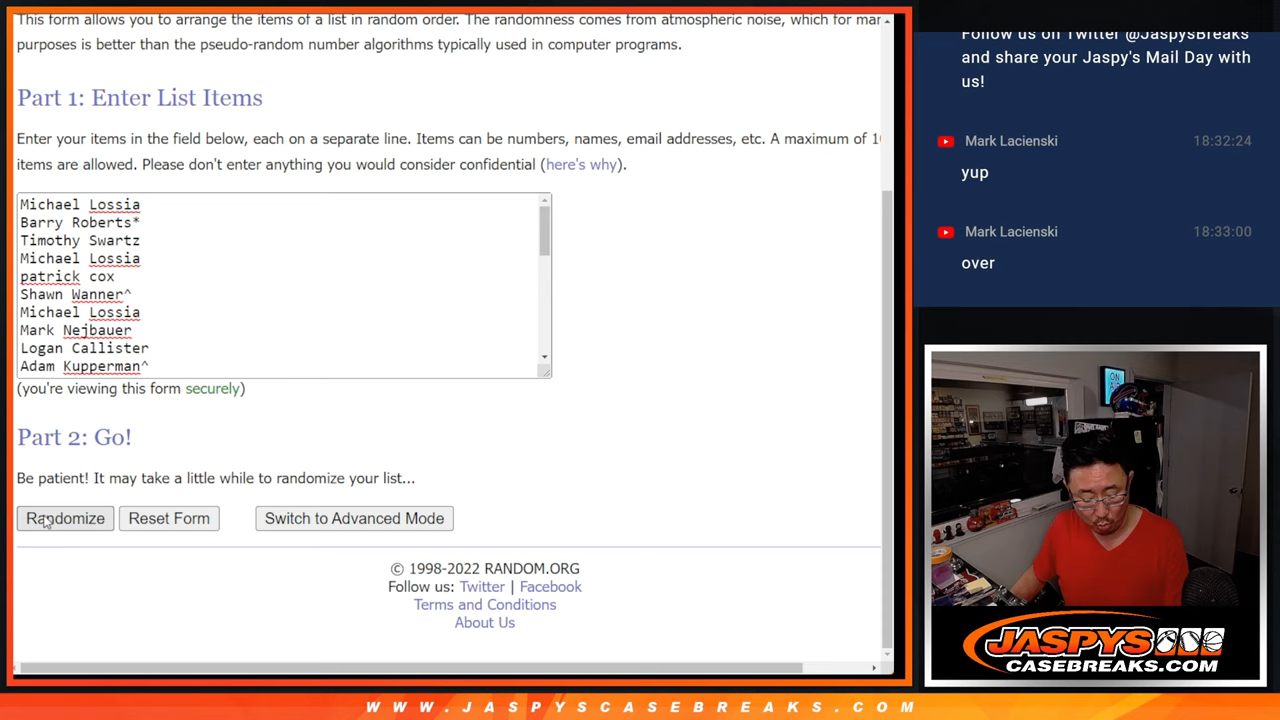 This form allows you to arrange the items of a list in random order. The randomness comes from atmospheric noise, which for mar
purposes is better than the pseudo-random number algorithms typically used in computer programs.
Part 1: Enter List Items
Enter your items in the field below, each on a separate line. Items can be numbers, names, email addresses, etc. A maximum of 1
items are allowed. Please don't enter anything you would consider confidential (here's why).
Michael Lossia
Barry Roberts*
Timothy Swartz
Michael Lossia
patrick cox
Shawn Wanner^
Michael Lossia
Mark Nejbauer
Logan Callister
Adam Kupperman^
(you're viewing this form securely)
Part 2: Go!
Be patient! It may take a little while to randomize your list...
Randomize Reset Form Switch to Advanced Mode
© 1998-2022 RANDOM.ORG
Follow us: Twitter | Facebook
Terms and Conditions
About Us
Follow us on Twitter @JaspysBreaks
and share your Jaspy's Mail Day with
us!
Mark Lacienski 18:32:24
yup
Mark Lacienski 18:33:00
over
ON
AIR
JASPYS
CASEBREAKS.COM
WWW.JASPYSCASEBREAKS.COM